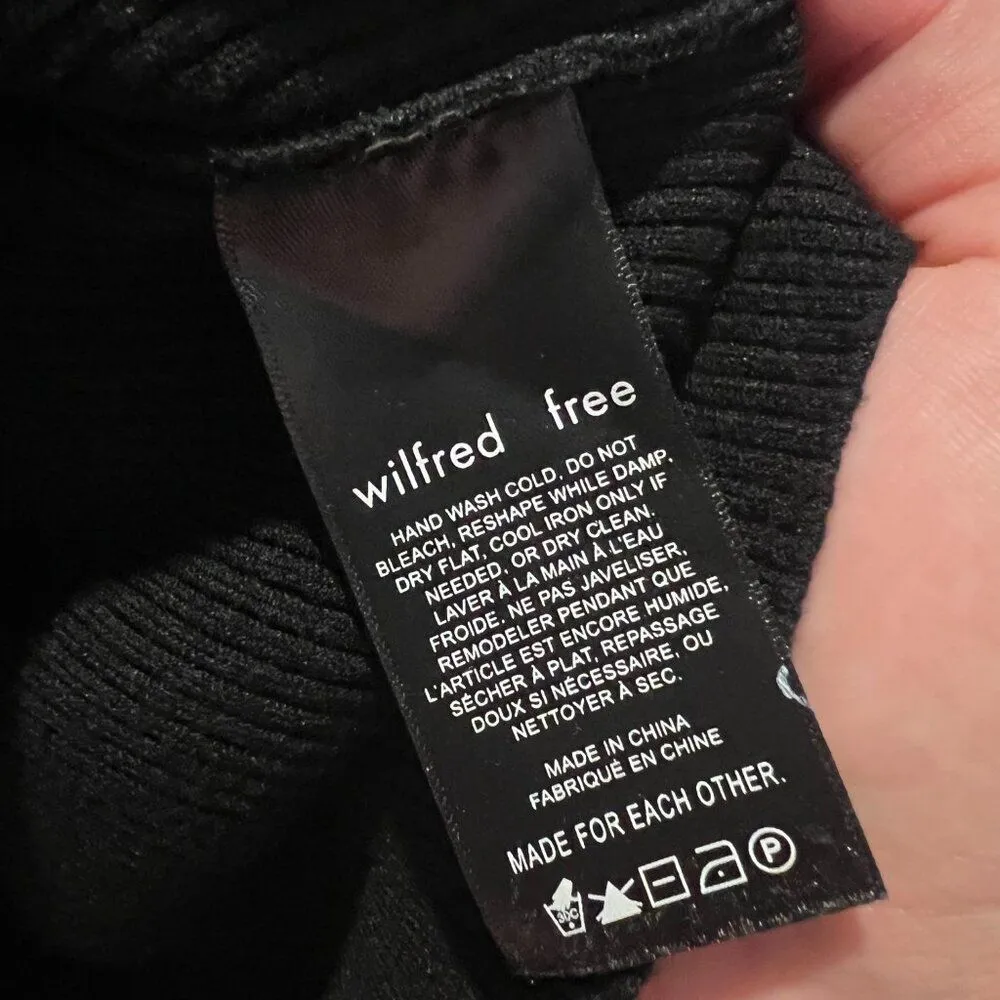 wilfred free
HAND WASH COLD, DO NOT
BLEACH, RESHAPE WHILE DAMP,
DRY FLAT, COOL IRON ONLY IF
NEEDED, OR DRY CLEAN.
LAVER À LA MAIN À L'EAU
FROIDE, NE PAS JAVELISER,
REMODELER PENDANT QUE
L'ARTICLE EST ENCORE HUMIDE,
SÉCHER À PLAT, REPASSAGE
DOUX SI NÉCESSAIRE, OU
NETTOYER À SEC.
MADE IN CHINA
FABRIQUÉ EN CHINE
MADE FOR EACH OTHER.
30C P